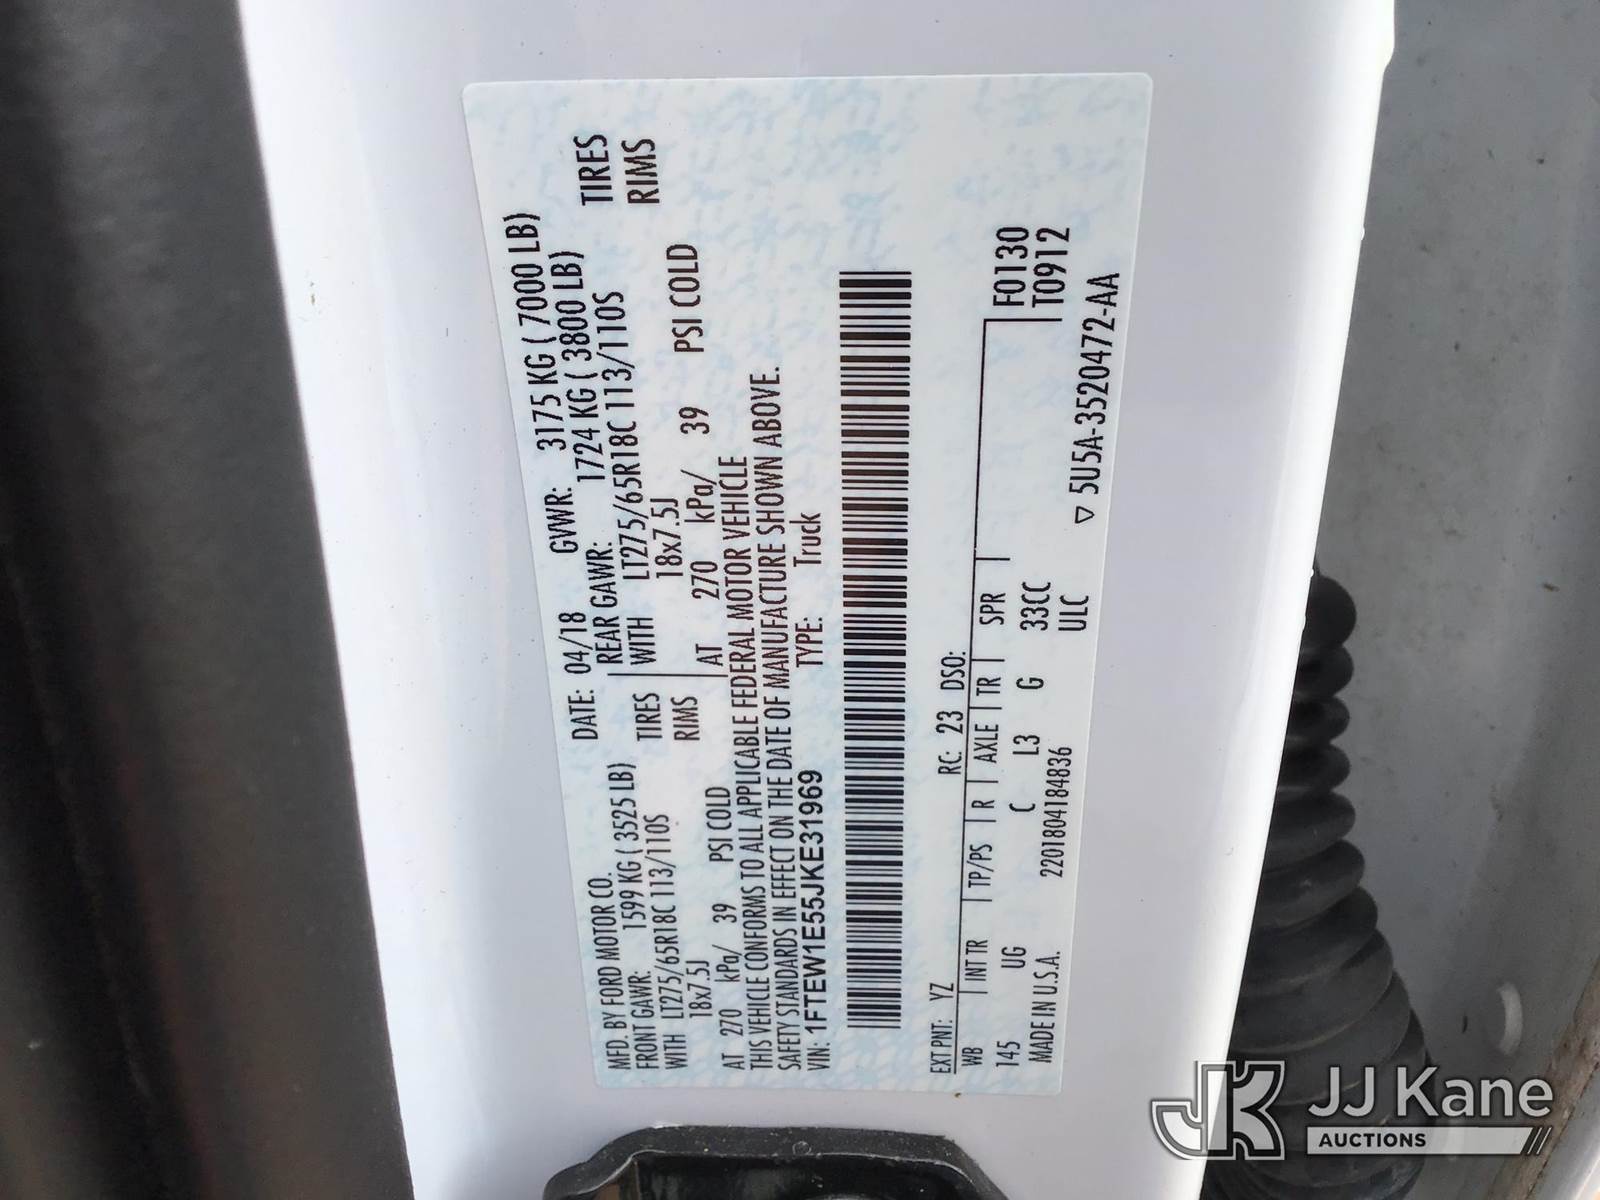 MFD. BY FORD MOTOR CO.
DATE: 04/18 GVWR: 3175 KG ( 7000 LB)
FRONT GAWR: 1599 KG ( 3525 LB)
REAR GAWR: 1724 KG ( 3800 LB)
WITH LT275/65R18C 113/110S TIRES
WITH LT275/65R18C 113/110S TIRES
18x7.5J RIMS
18x7.5J RIMS
AT 270 kPa/ 39 PSI COLD
AT 270 kPa/ 39 PSI COLD
THIS VEHICLE CONFORMS TO ALL APPLICABLE FEDERAL MOTOR VEHICLE
SAFETY STANDARDS IN EFFECT ON THE DATE OF MANUFACTURE SHOWN ABOVE.
VIN: 1FTEW1E55JKE31969 TYPE: Truck
EXT PNT: YZ RC: 23 DSO:
WB INT TR TP/PS R AXLE TR SPR F0130
145 UG C L3 G 33CC T0912
ULC
MADE IN U.S.A. 2201804184836
▽ 5U5A-3520472-AA
JJ Kane
AUCTIONS